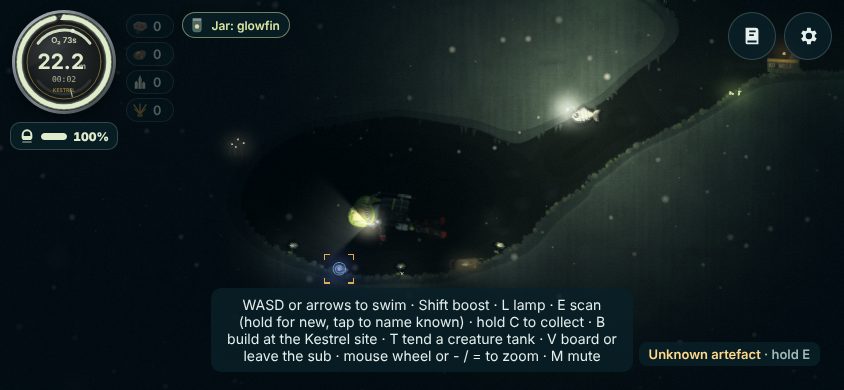 O₂ 73s
22.2m
00:02
KESTREL
0
0
0
0
Jar: glowfin
100%
WASD or arrows to swim · Shift boost · L lamp · E scan
(hold for new, tap to name known) · hold C to collect · B
build at the Kestrel site · T tend a creature tank · V board or
leave the sub · mouse wheel or - / = to zoom · M mute
Unknown artefact · hold E